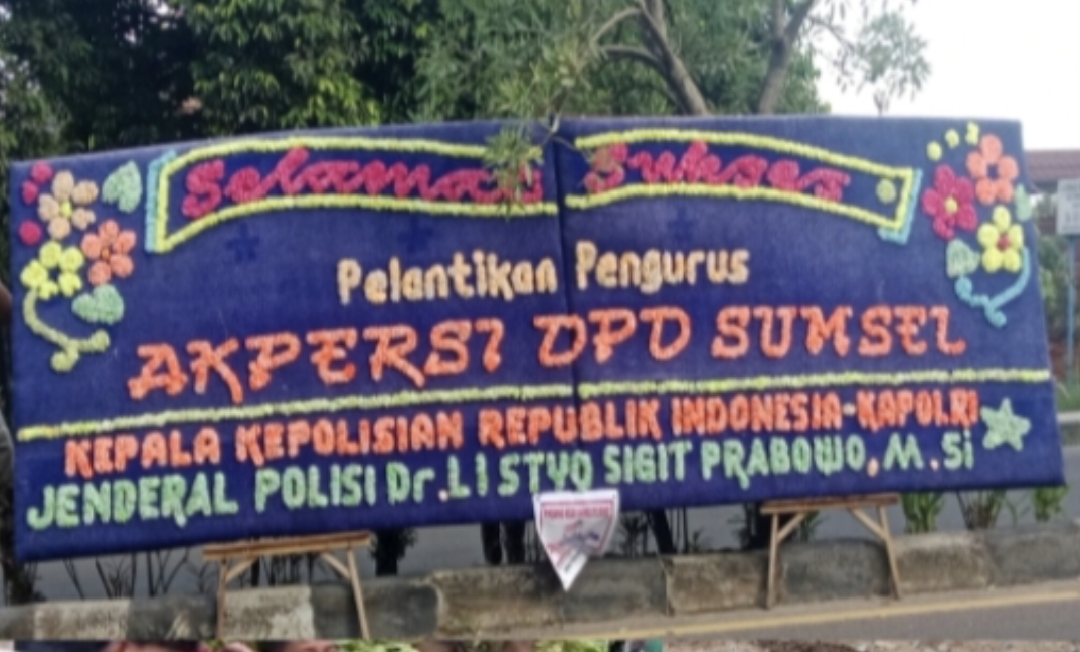 Selamat Sukses
Pelantikan Pengurus
AKPERSI DPD SUMSEL
KEPALA KEPOLISIAN REPUBLIK INDONESIA-KAPOLRI
JENDERAL POLISI Dr.LISTYO SIGIT PRABOWO,M.Si